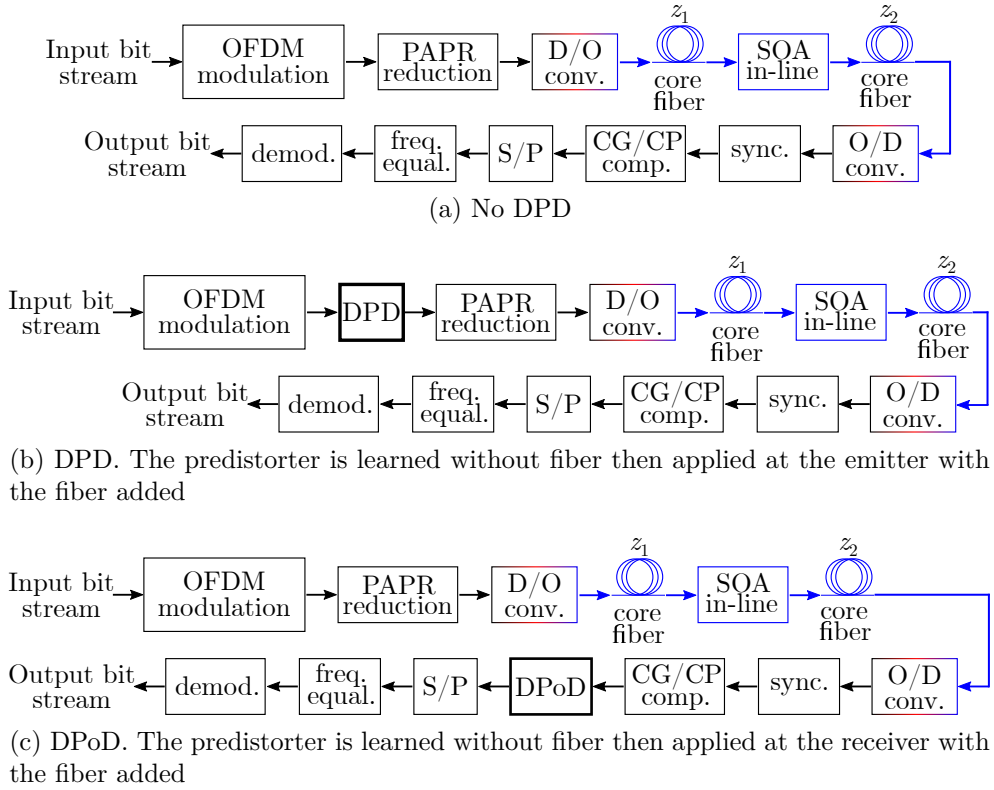 Input bit stream
OFDM modulation
PAPR reduction
D/O conv.
z₁
core fiber
SOA in-line
z₂
core fiber
Output bit stream
demod.
freq. equal.
S/P
CG/CP comp.
sync.
O/D conv.
(a) No DPD
Input bit stream
OFDM modulation
DPD
PAPR reduction
D/O conv.
z₁
core fiber
SOA in-line
z₂
core fiber
Output bit stream
demod.
freq. equal.
S/P
CG/CP comp.
sync.
O/D conv.
(b) DPD. The predistorter is learned without fiber then applied at the emitter with
the fiber added
Input bit stream
OFDM modulation
PAPR reduction
D/O conv.
z₁
core fiber
SOA in-line
z₂
core fiber
Output bit stream
demod.
freq. equal.
S/P
DPoD
CG/CP comp.
sync.
O/D conv.
(c) DPoD. The predistorter is learned without fiber then applied at the receiver with
the fiber added